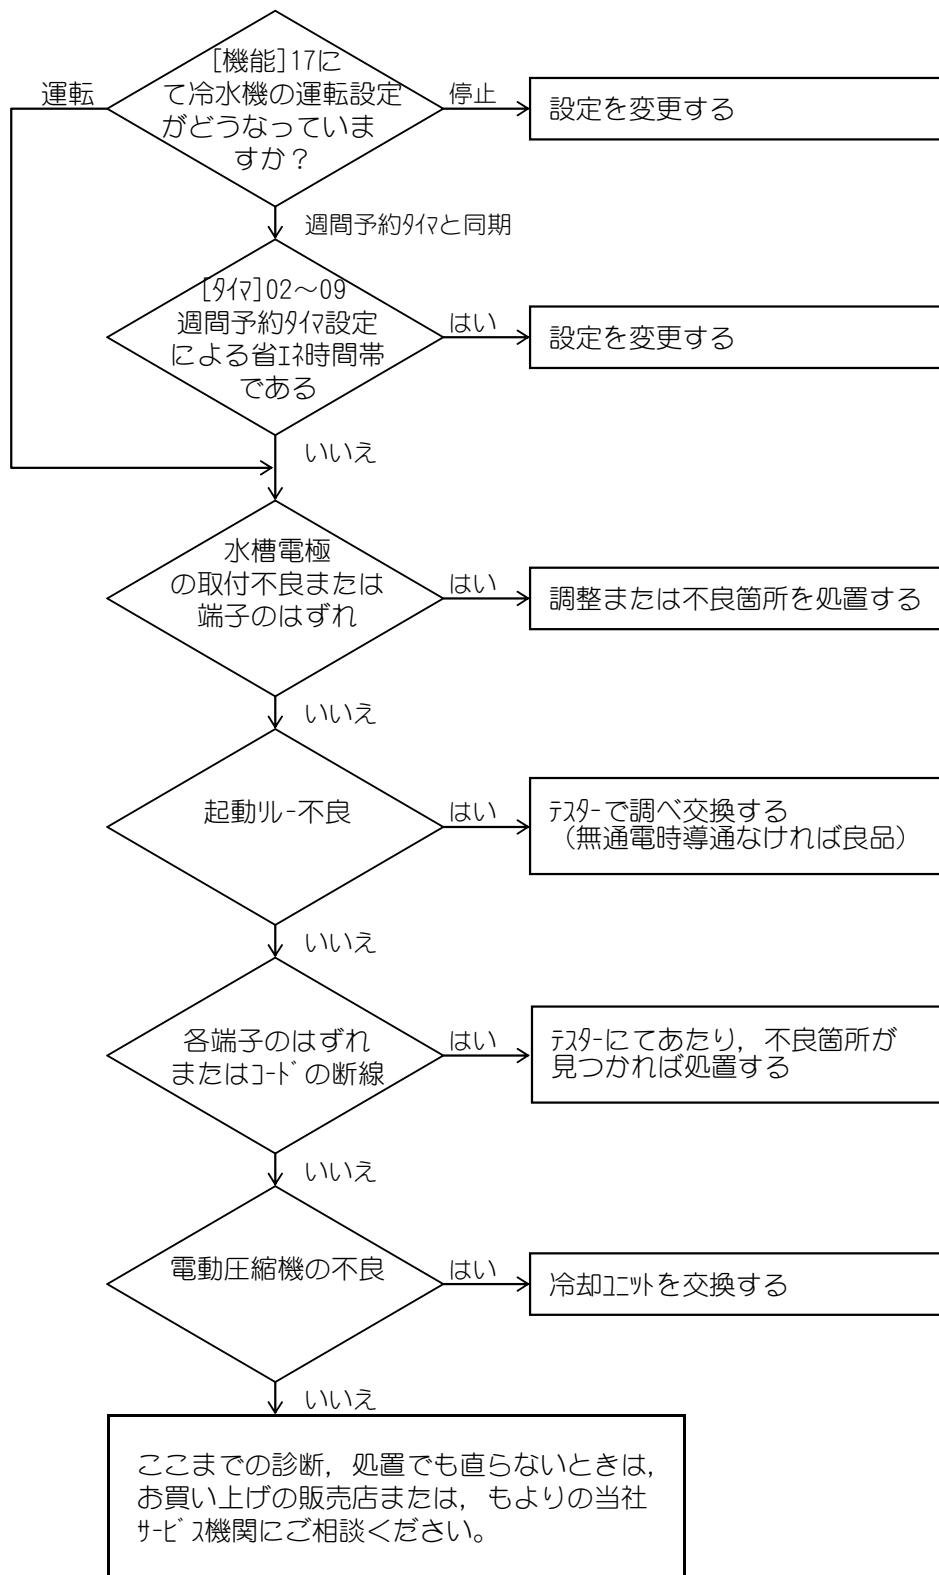 [機能]17に
て冷水機の運転設定
がどうなっていま
すか？
運転
停止
設定を変更する
週間予約ﾀｲﾏと同期
[ﾀｲﾏ]02～09
週間予約ﾀｲﾏ設定
による省ｴﾈ時間帯
である
はい
設定を変更する
いいえ
水槽電極
の取付不良または
端子のはずれ
はい
調整または不良箇所を処置する
いいえ
起動ﾘﾚｰ不良
はい
ﾃｽﾀｰで調べ交換する
（無通電時導通なければ良品）
いいえ
各端子のはずれ
またはｺｰﾄﾞの断線
はい
ﾃｽﾀｰにてあたり，不良箇所が
見つかれば処置する
いいえ
電動圧縮機の不良
はい
冷却ﾕﾆｯﾄを交換する
いいえ
ここまでの診断，処置でも直らないときは，
お買い上げの販売店または，もよりの当社
ｻｰﾋﾞｽ機関にご相談ください。